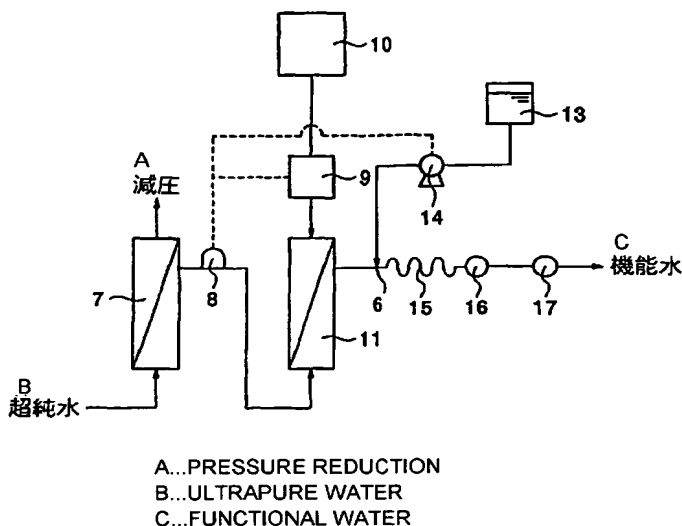 10
13
A
減圧
9
14
C
機能水
7
8
6
15
16
17
11
B
超純水
A...PRESSURE REDUCTION
B...ULTRAPURE WATER
C...FUNCTIONAL WATER